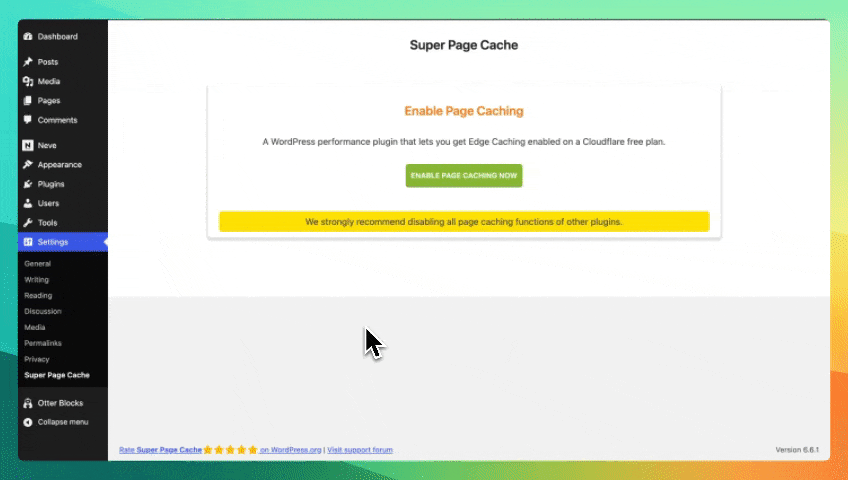 Dashboard
Posts
Media
Pages
Comments
Neve
Appearance
Plugins
Users
Tools
Settings
General
Writing
Reading
Discussion
Media
Permalinks
Privacy
Super Page Cache
Otter Blocks
Collapse menu
Super Page Cache
Enable Page Caching
A WordPress performance plugin that lets you get Edge Caching enabled on a Cloudflare free plan.
ENABLE PAGE CACHING NOW
We strongly recommend disabling all page caching functions of other plugins.
Rate Super Page Cache ⭐⭐⭐⭐⭐ on WordPress.org | Visit support forum
Version 6.6.1